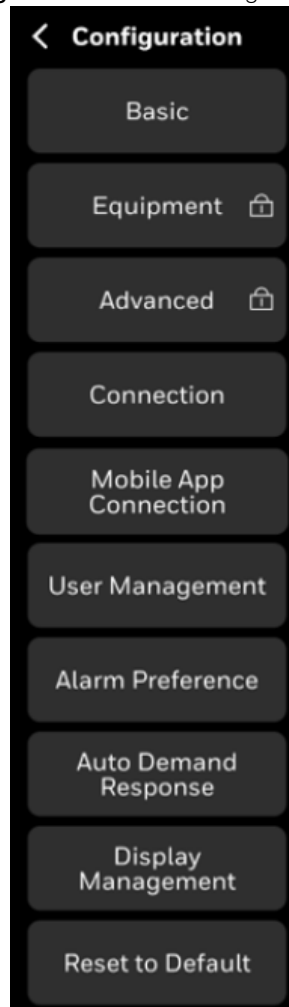 Configuration
Basic
Equipment
Advanced
Connection
Mobile App
Connection
User Management
Alarm Preference
Auto Demand
Response
Display
Management
Reset to Default